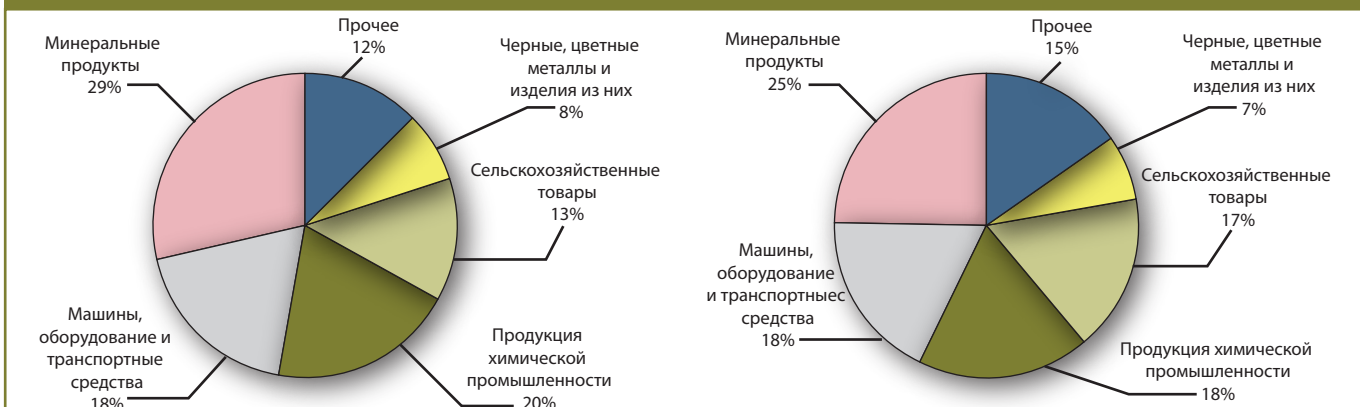 Прочее
12%
Черные, цветные
металлы и
изделия из них
8%
Сельскохозяйственные
товары
13%
Продукция
химической
промышленности
20%
Машины,
оборудование и
транспортные
средства
18%
Минеральные
продукты
29%
Прочее
15%
Черные, цветные
металлы и
изделия из них
7%
Сельскохозяйственные
товары
17%
Продукция химической
промышленности
18%
Машины,
оборудование
и транспортныес
средства
18%
Минеральные
продукты
25%